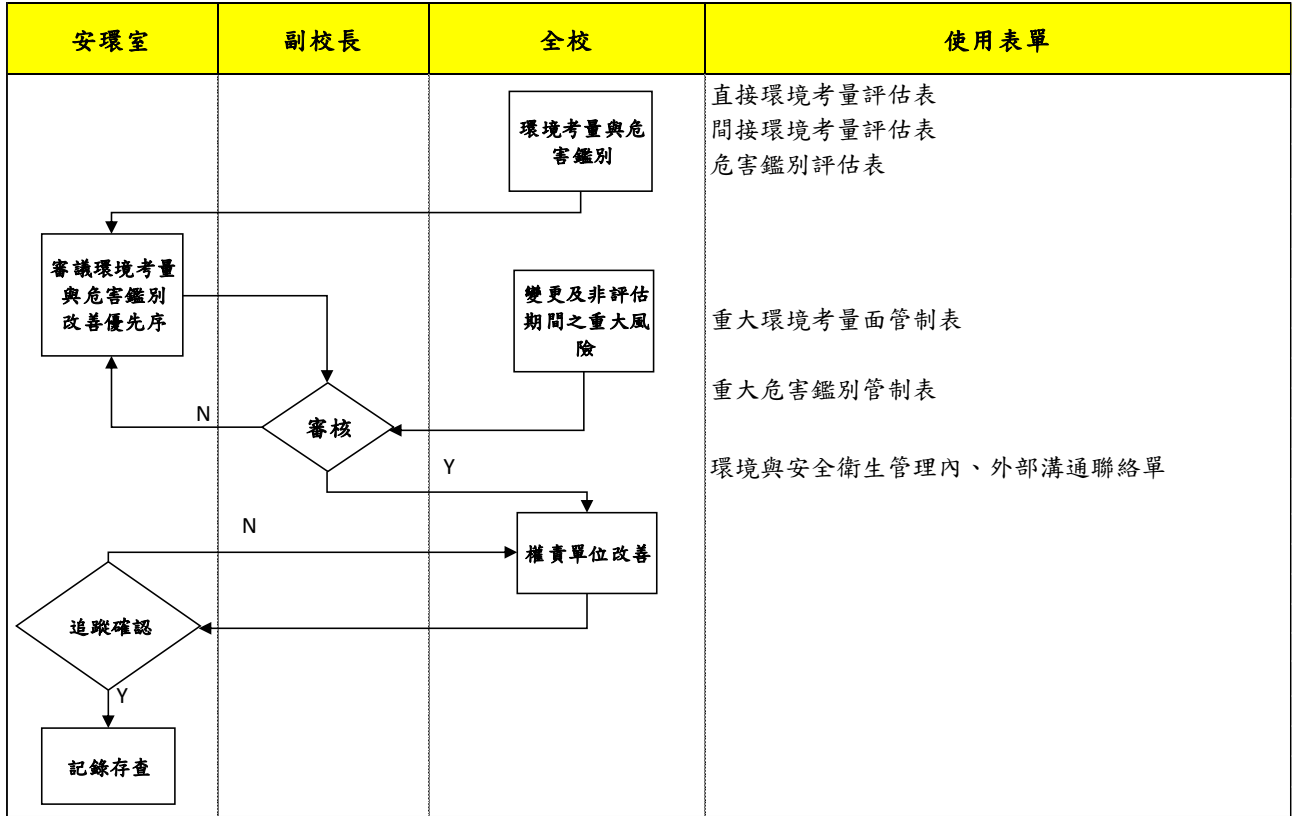 安環室
副校長
全校
使用表單
環境考量與危
害鑑別
直接環境考量評估表
間接環境考量評估表
危害鑑別評估表
審議環境考量
與危害鑑別
改善優先序
變更及非評估
期間之重大風
險
重大環境考量面管制表
重大危害鑑別管制表
N
審核
Y
環境與安全衛生管理內、外部溝通聯絡單
N
權責單位改善
追蹤確認
Y
記錄存查